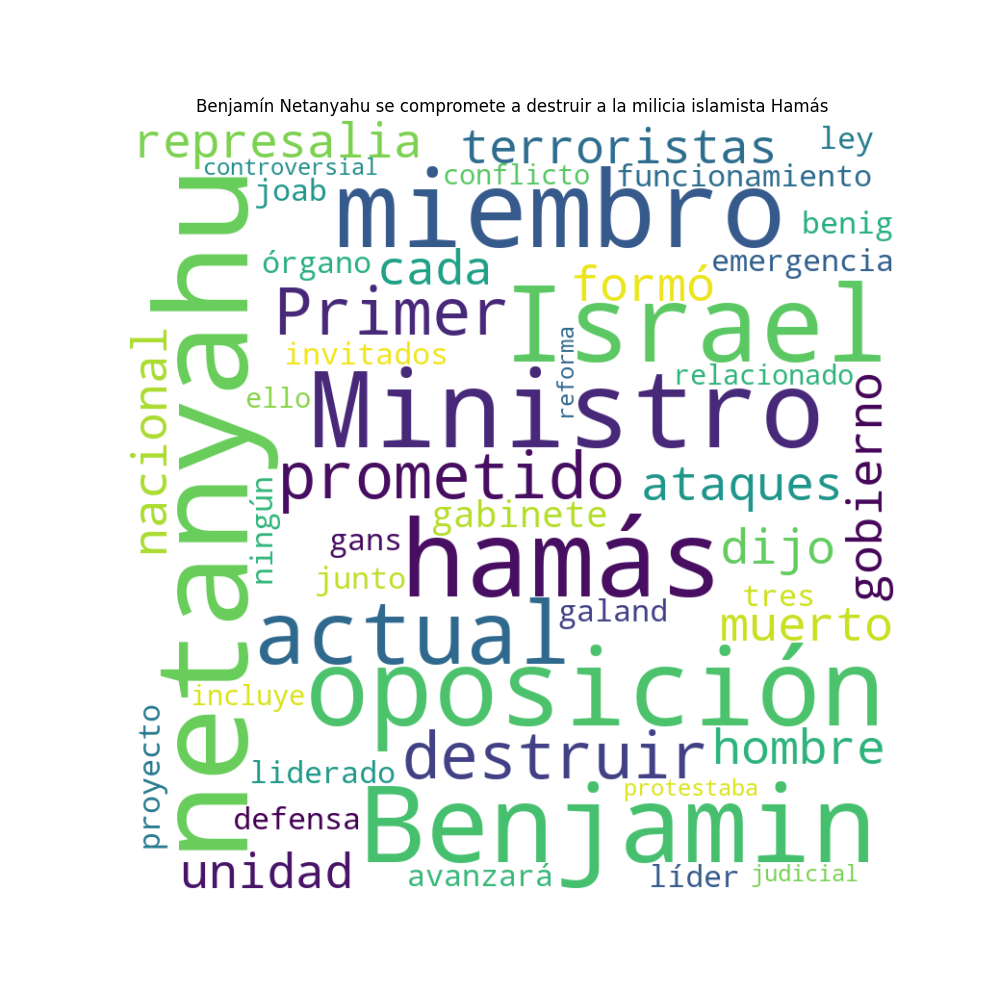 Benjamín Netanyahu se compromete a destruir a la milicia islamista Hamás
represalia
terroristas
ley
controversial
conflicto
funcionamiento
joab
miembro
benig
netanyahu
órgano
cada
emergencia
formó
Primer
Israel
nacional
invitados
reforma
relacionado
ello
Ministro
gobierno
prometido
ataques
ningún
gabinete
gans
hamás
dijo
junto
tres
galand
muerto
actual
oposición
incluye
proyecto
destruir
hombre
liderado
protestaba
defensa
Benjamin
unidad
avanzará
líder
judicial